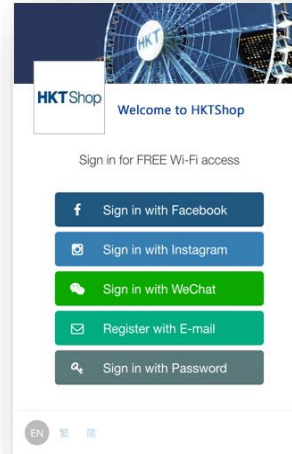 HKT
HKTShop
Welcome to HKTShop
Sign in for FREE Wi-Fi access
Sign in with Facebook
Sign in with Instagram
Sign in with WeChat
Register with E-mail
Sign in with Password
EN 繁 简